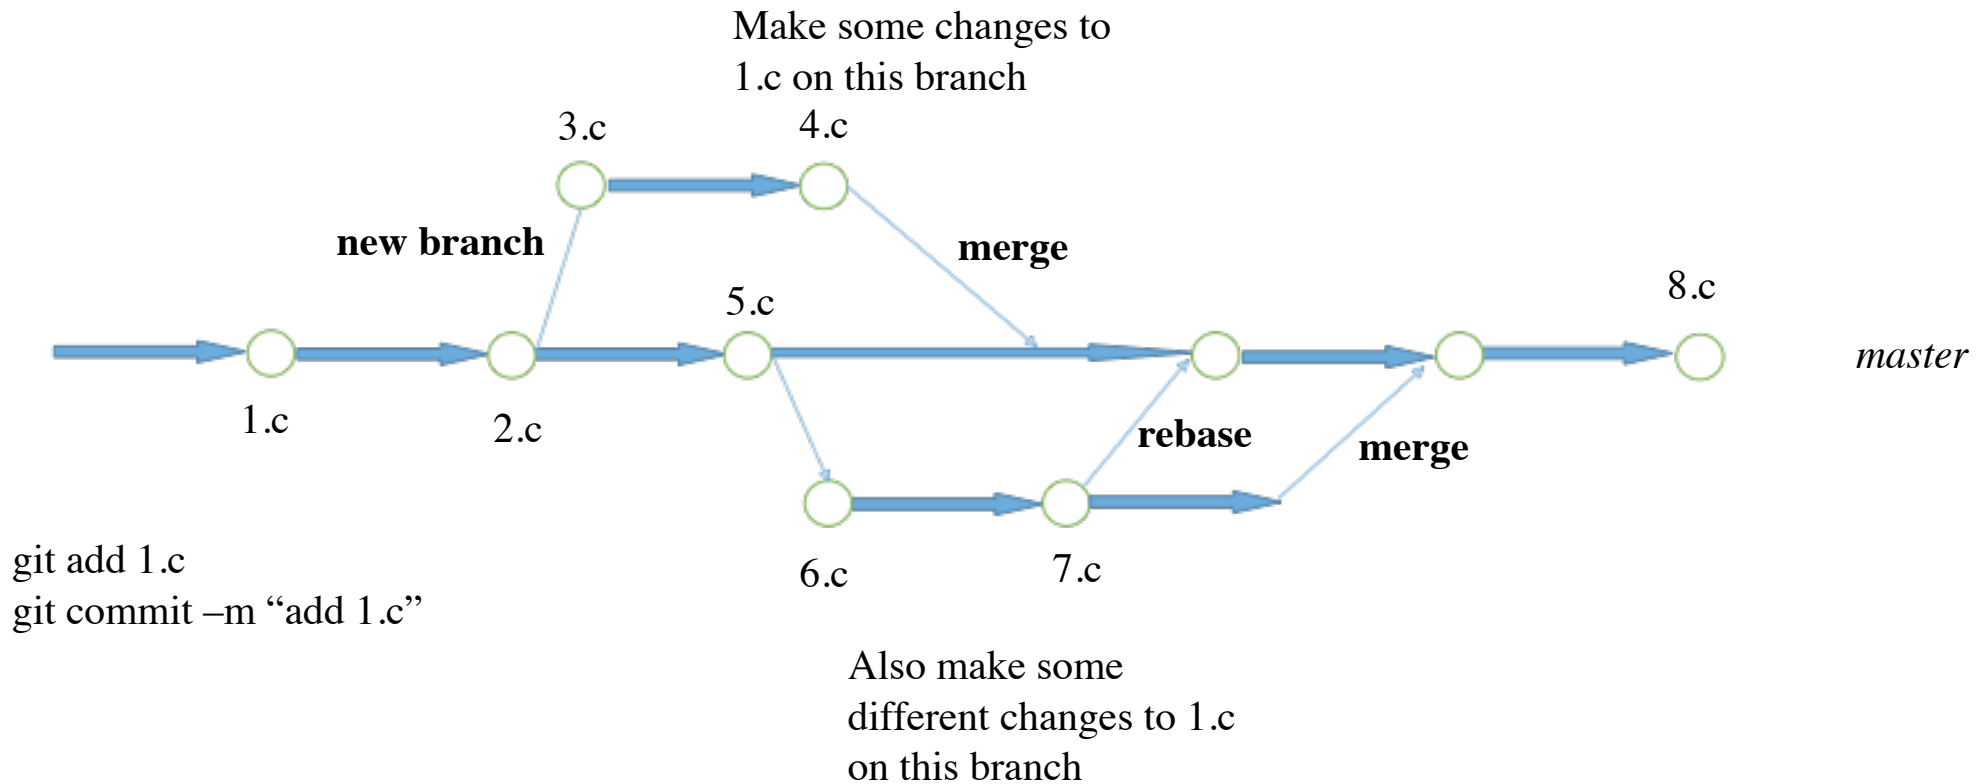 Make some changes to
1.c on this branch
3.c
4.c
new branch
merge
5.c
8.c
master
1.c
2.c
rebase
merge
6.c
7.c
git add 1.c
git commit –m “add 1.c”
Also make some
different changes to 1.c
on this branch